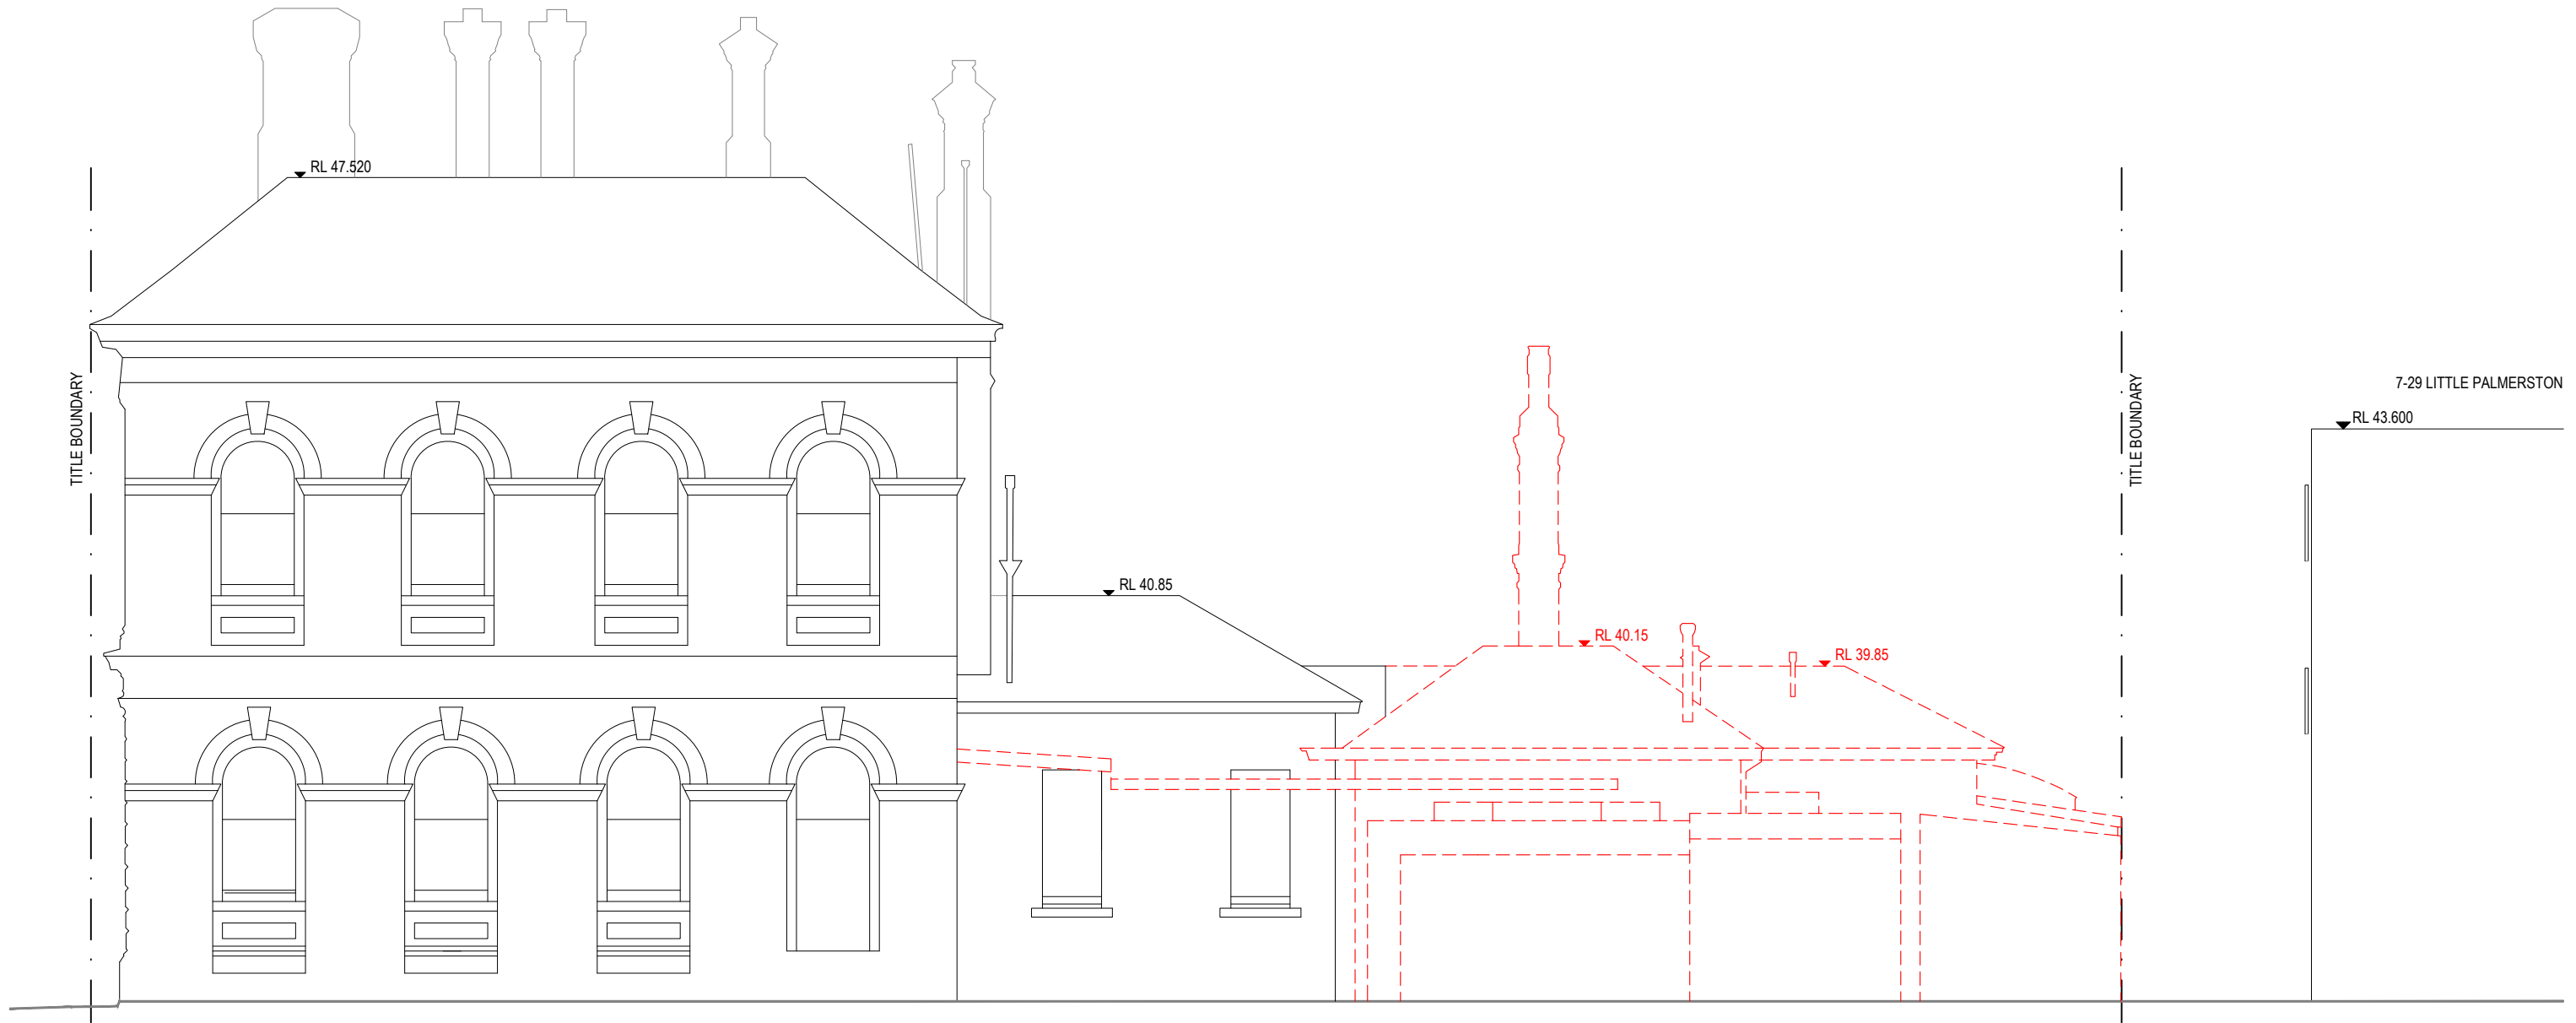 RL 47.520
TITLE BOUNDARY
RL 40.85
RL 40.15
RL 39.85
TITLE BOUNDARY
7-29 LITTLE PALMERSTON
RL 43.600